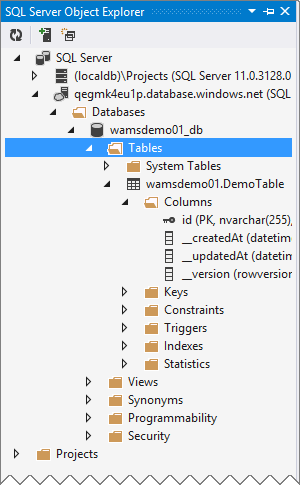 SQL Server Object Explorer
SQL Server
(localdb)\Projects (SQL Server 11.0.3128.0
qegmk4eu1p.database.windows.net (SQL
Databases
wamsdemo01_db
Tables
System Tables
wamsdemo01.DemoTable
Columns
id (PK, nvarchar(255),
__createdAt (datetim
__updatedAt (datetim
__version (rowversion
Keys
Constraints
Triggers
Indexes
Statistics
Views
Synonyms
Programmability
Security
Projects